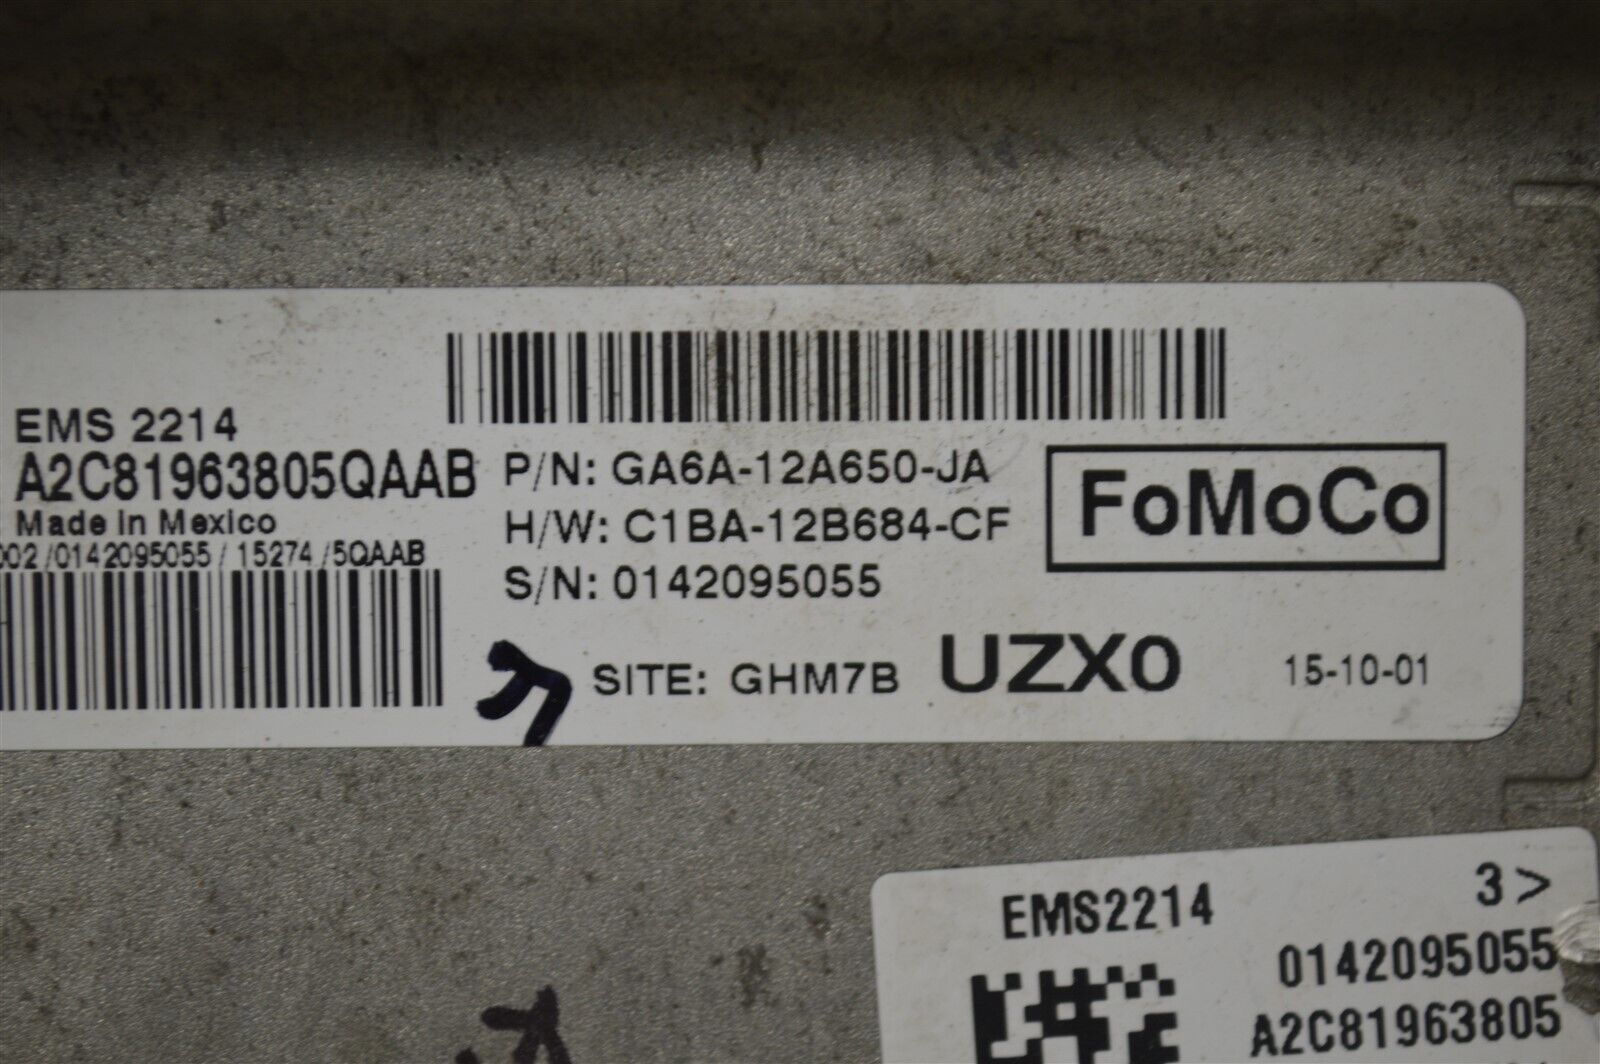 EMS 2214
A2C81963805QAAB
Made in Mexico
002/0142095055/15274/5QAAB
P/N: GA6A-12A650-JA
H/W: C1BA-12B684-CF
S/N: 0142095055
FoMoCo
SITE: GHM7B UZX0 15-10-01
EMS2214 3>
0142095055
A2C81963805